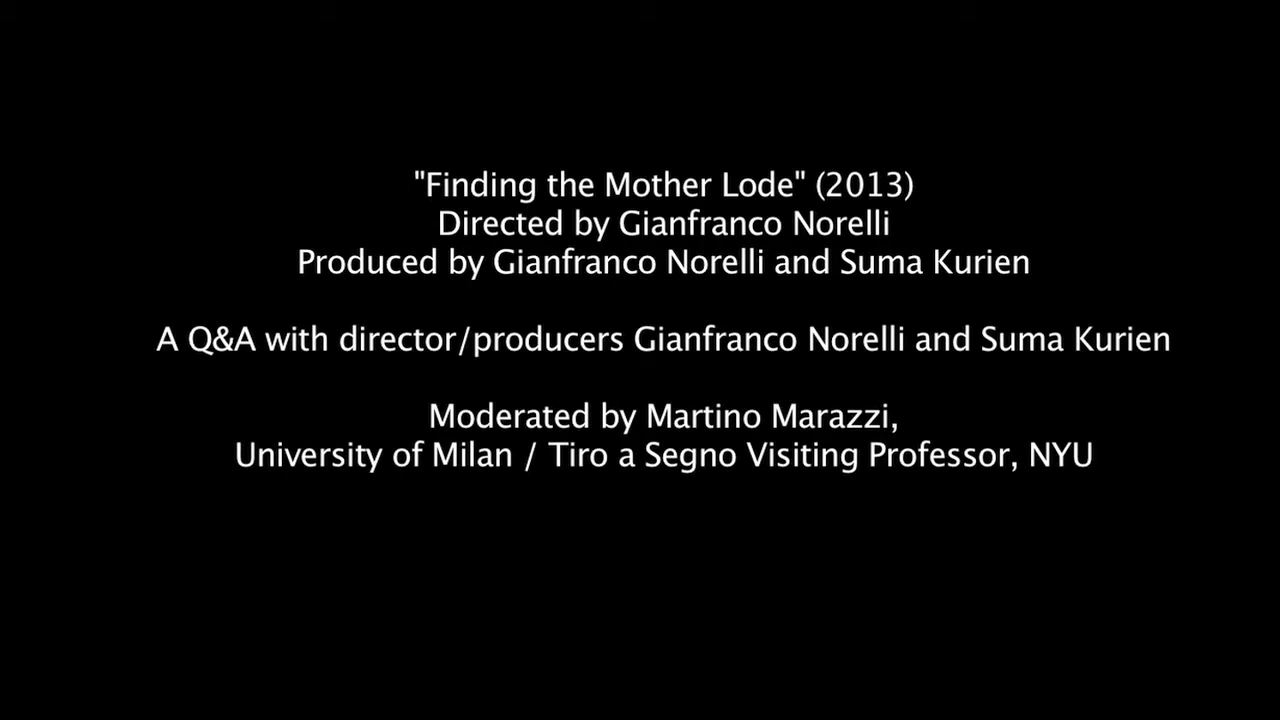 "Finding the Mother Lode" (2013)
Directed by Gianfranco Norelli
Produced by Gianfranco Norelli and Suma Kurien
A Q&A with director/producers Gianfranco Norelli and Suma Kurien
Moderated by Martino Marazzi,
University of Milan / Tiro a Segno Visiting Professor, NYU